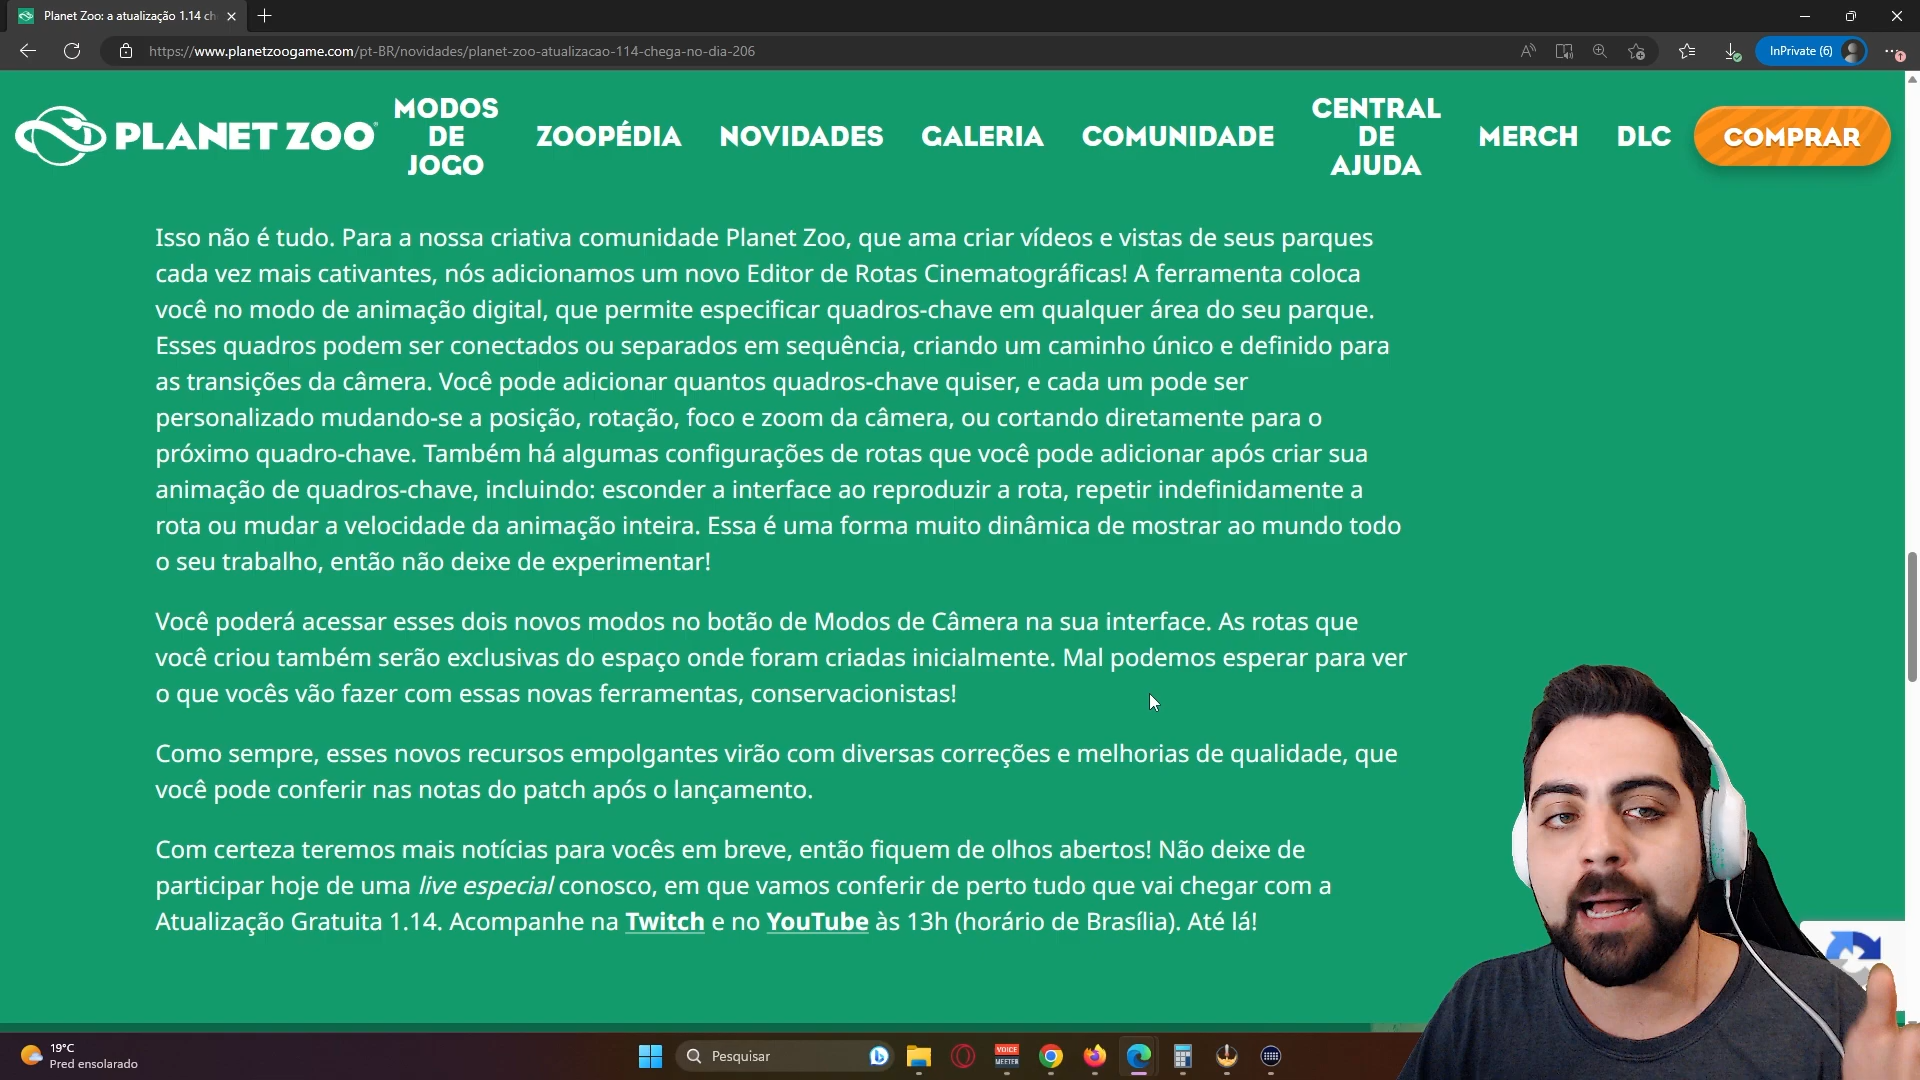 Planet Zoo: a atualização 1.14 ch
https://www.planetzoogame.com/pt-BR/novidades/planet-zoo-atualizacao-114-chega-no-dia-206
InPrivate (6)
PLANET ZOO
MODOS
DE
JOGO
ZOOPÉDIA
NOVIDADES
GALERIA
COMUNIDADE
CENTRAL
DE
AJUDA
MERCH
DLC
COMPRAR
Isso não é tudo. Para a nossa criativa comunidade Planet Zoo, que ama criar vídeos e vistas de seus parques
cada vez mais cativantes, nós adicionamos um novo Editor de Rotas Cinematográficas! A ferramenta coloca
você no modo de animação digital, que permite especificar quadros-chave em qualquer área do seu parque.
Esses quadros podem ser conectados ou separados em sequência, criando um caminho único e definido para
as transições da câmera. Você pode adicionar quantos quadros-chave quiser, e cada um pode ser
personalizado mudando-se a posição, rotação, foco e zoom da câmera, ou cortando diretamente para o
próximo quadro-chave. Também há algumas configurações de rotas que você pode adicionar após criar sua
animação de quadros-chave, incluindo: esconder a interface ao reproduzir a rota, repetir indefinidamente a
rota ou mudar a velocidade da animação inteira. Essa é uma forma muito dinâmica de mostrar ao mundo todo
o seu trabalho, então não deixe de experimentar!
Você poderá acessar esses dois novos modos no botão de Modos de Câmera na sua interface. As rotas que
você criou também serão exclusivas do espaço onde foram criadas inicialmente. Mal podemos esperar para ver
o que vocês vão fazer com essas novas ferramentas, conservacionistas!
Como sempre, esses novos recursos empolgantes virão com diversas correções e melhorias de qualidade, que
você pode conferir nas notas do patch após o lançamento.
Com certeza teremos mais notícias para vocês em breve, então fiquem de olhos abertos! Não deixe de
participar hoje de uma live especial conosco, em que vamos conferir de perto tudo que vai chegar com a
Atualização Gratuita 1.14. Acompanhe na Twitch e no YouTube às 13h (horário de Brasília). Até lá!
19°C
Pred ensolarado
Pesquisar
VOICE
MEETER